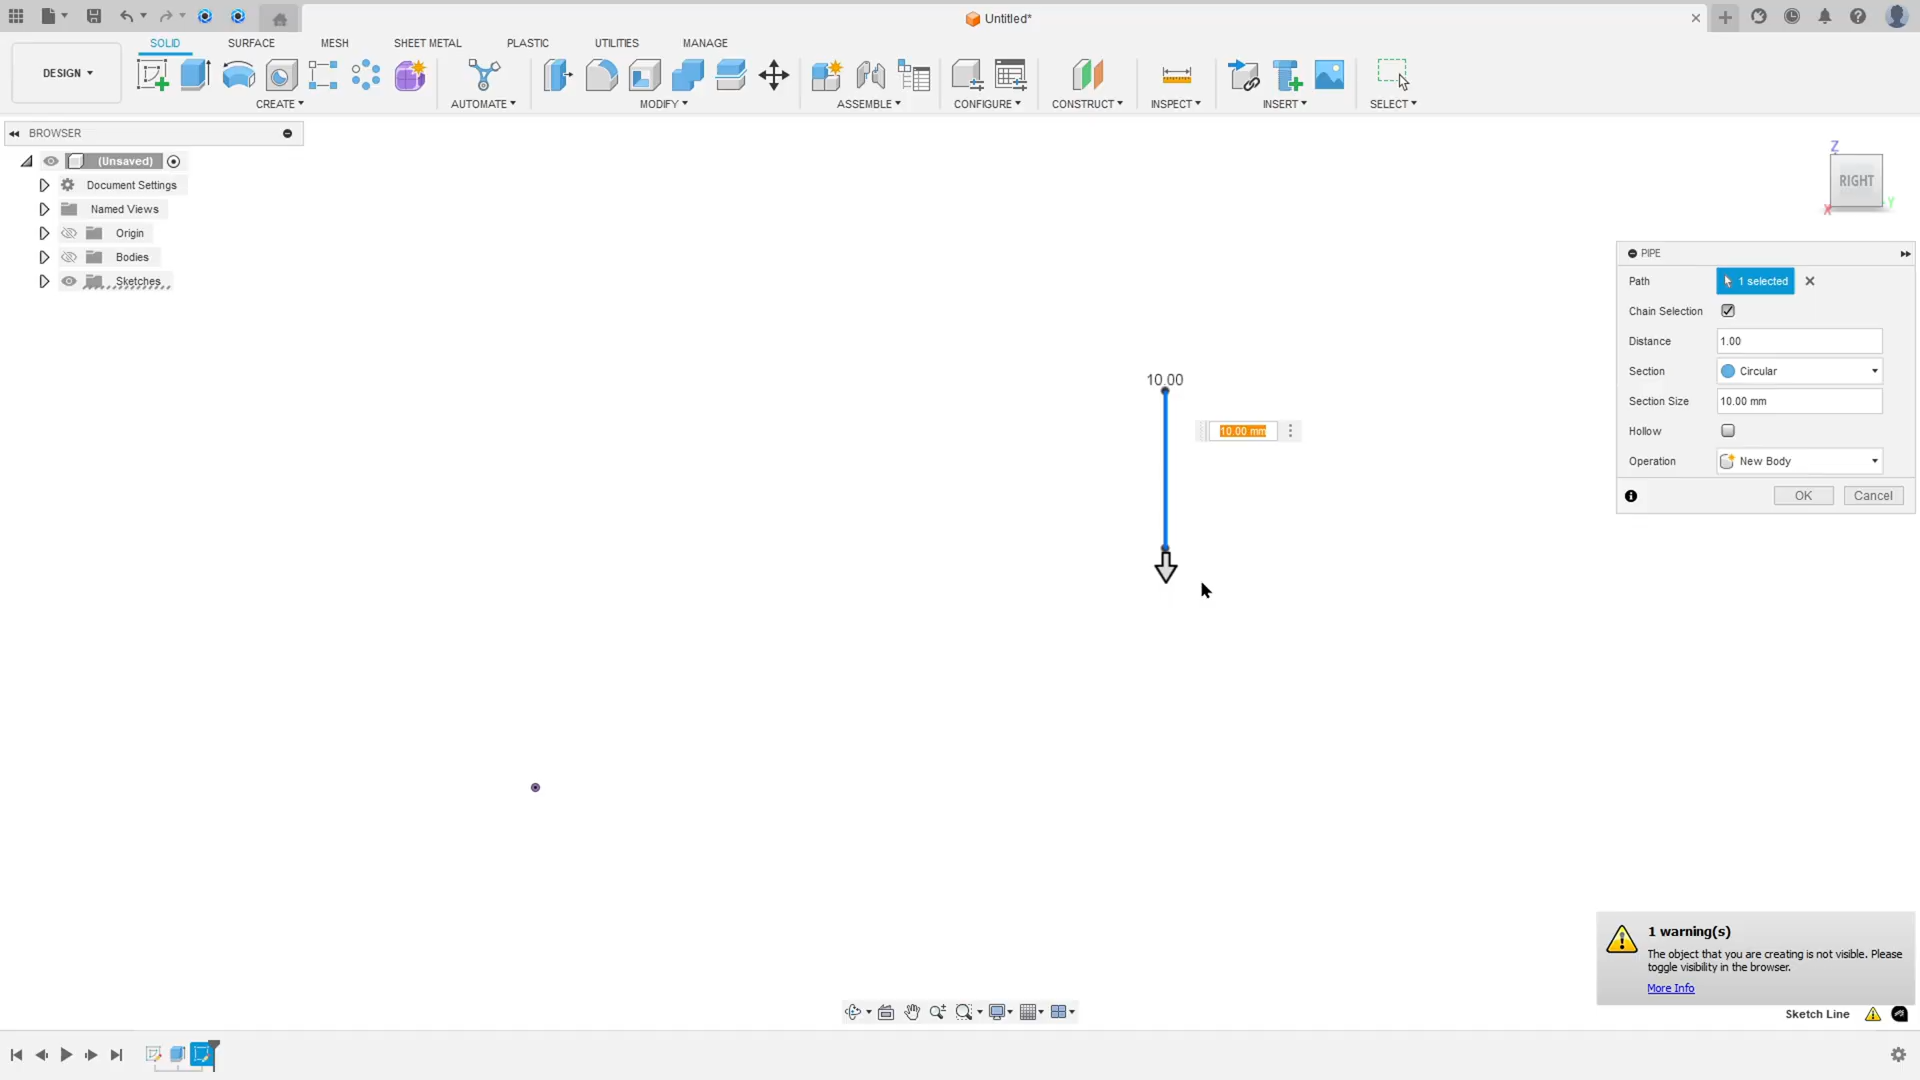 Untitled*
SOLID
SURFACE
MESH
SHEET METAL
PLASTIC
UTILITIES
MANAGE
DESIGN
CREATE
AUTOMATE
MODIFY
ASSEMBLE
CONFIGURE
CONSTRUCT
INSPECT
INSERT
SELECT
BROWSER
(Unsaved)
Document Settings
Named Views
Origin
Bodies
Sketches
Z
RIGHT
X
Y
PIPE
Path 1 selected
Chain Selection
Distance 1.00
Section Circular
Section Size 10.00 mm
Hollow
Operation New Body
OK Cancel
10.00
10.00 mm
1 warning(s)
The object that you are creating is not visible. Please
toggle visibility in the browser.
More Info
Sketch Line